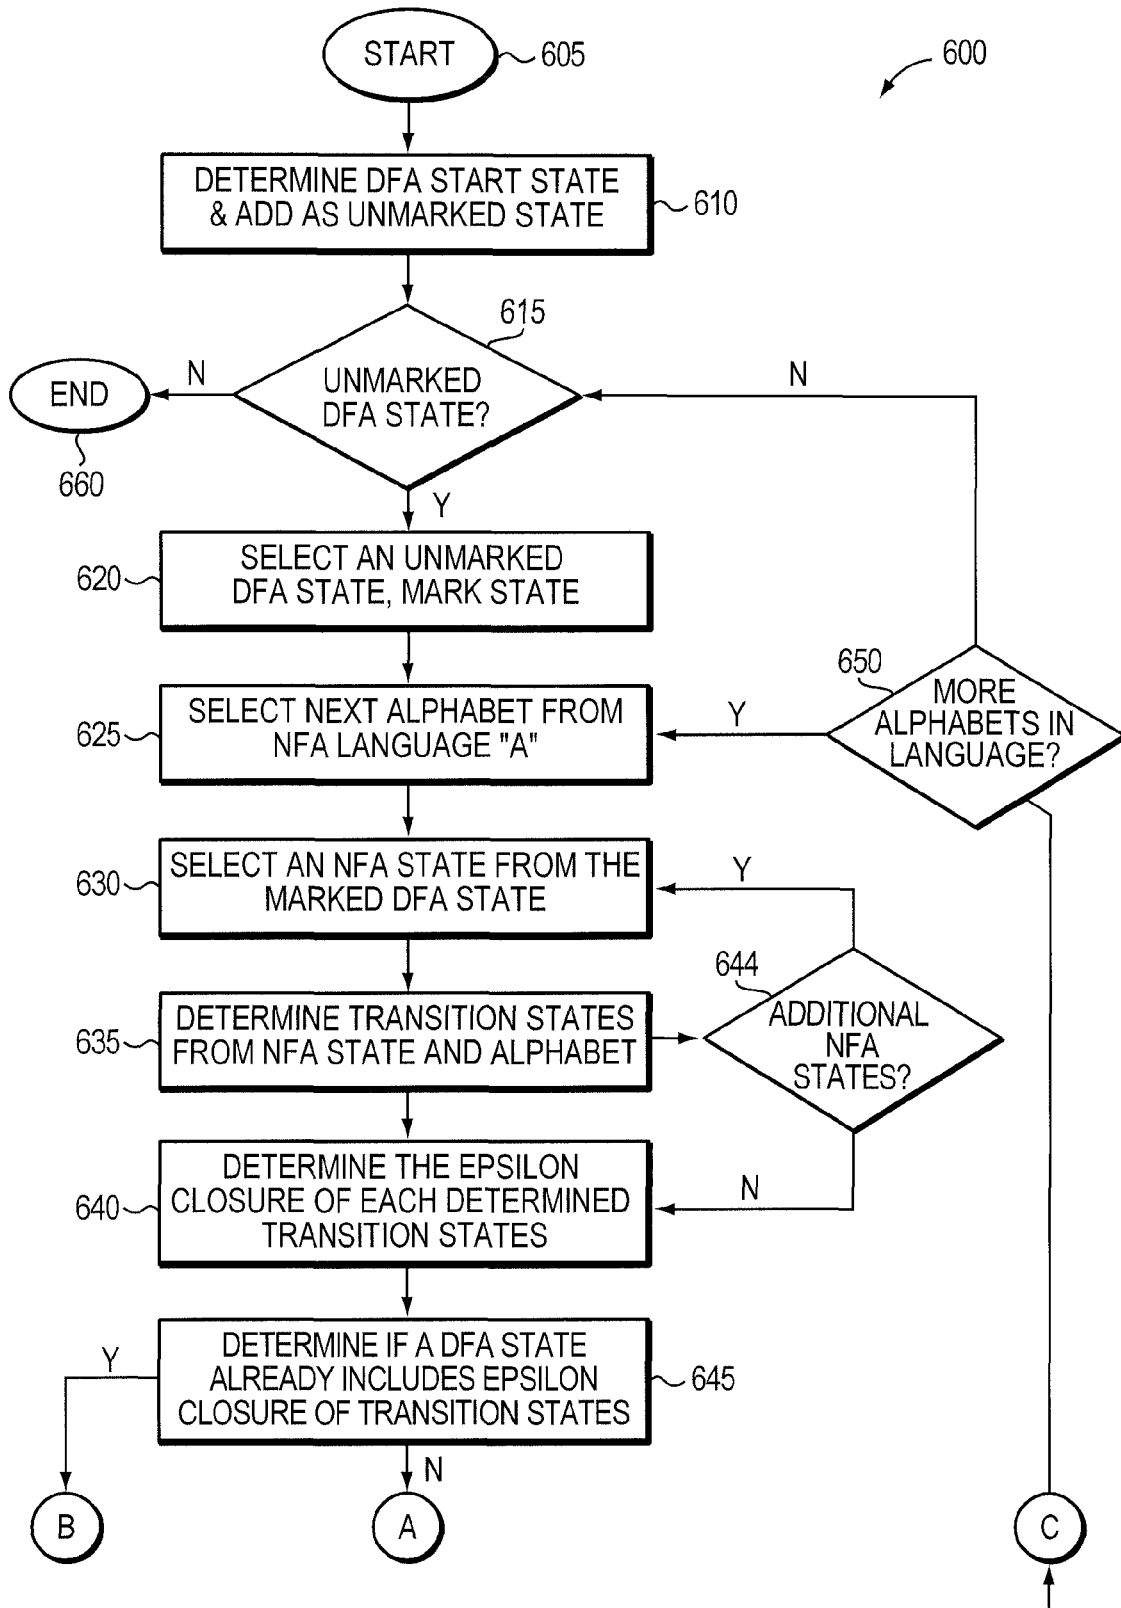 START
605
600
DETERMINE DFA START STATE
& ADD AS UNMARKED STATE
610
615
UNMARKED
DFA STATE?
N
END
660
N
Y
620
SELECT AN UNMARKED
DFA STATE, MARK STATE
650
MORE
ALPHABETS IN
LANGUAGE?
Y
625
SELECT NEXT ALPHABET FROM
NFA LANGUAGE "A"
630
SELECT AN NFA STATE FROM THE
MARKED DFA STATE
Y
644
ADDITIONAL
NFA
STATES?
635
DETERMINE TRANSITION STATES
FROM NFA STATE AND ALPHABET
640
DETERMINE THE EPSILON
CLOSURE OF EACH DETERMINED
TRANSITION STATES
N
Y
DETERMINE IF A DFA STATE
ALREADY INCLUDES EPSILON
CLOSURE OF TRANSITION STATES
645
N
B
A
C